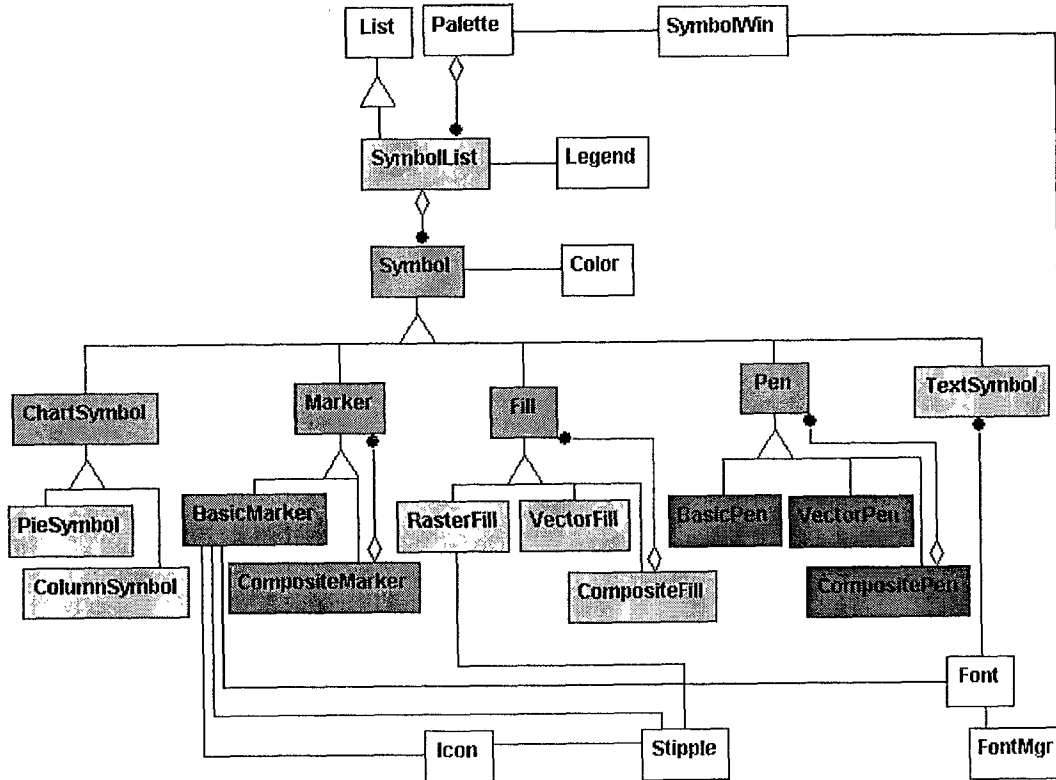 List
Palette
SymbolWin
SymbolList
Legend
Symbol
Color
ChartSymbol
Marker
Fill
Pen
TextSymbol
PieSymbol
BasicMarker
RasterFill
VectorFill
BasicPen
VectorPen
ColumnSymbol
CompositeMarker
CompositeFill
CompositePen
Font
Icon
Stipple
FontMgr